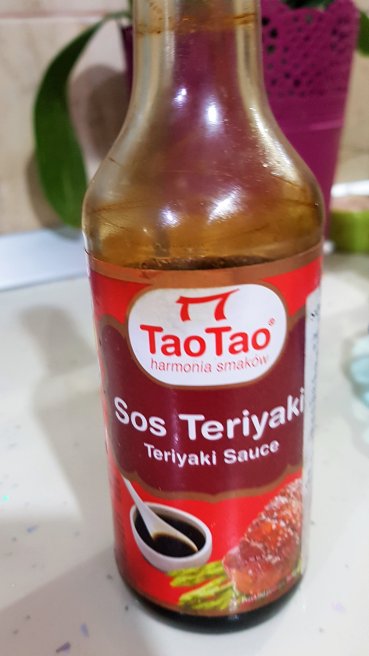 TaoTao®
harmonia smaków
Sos Teriyaki
Teriyaki Sauce